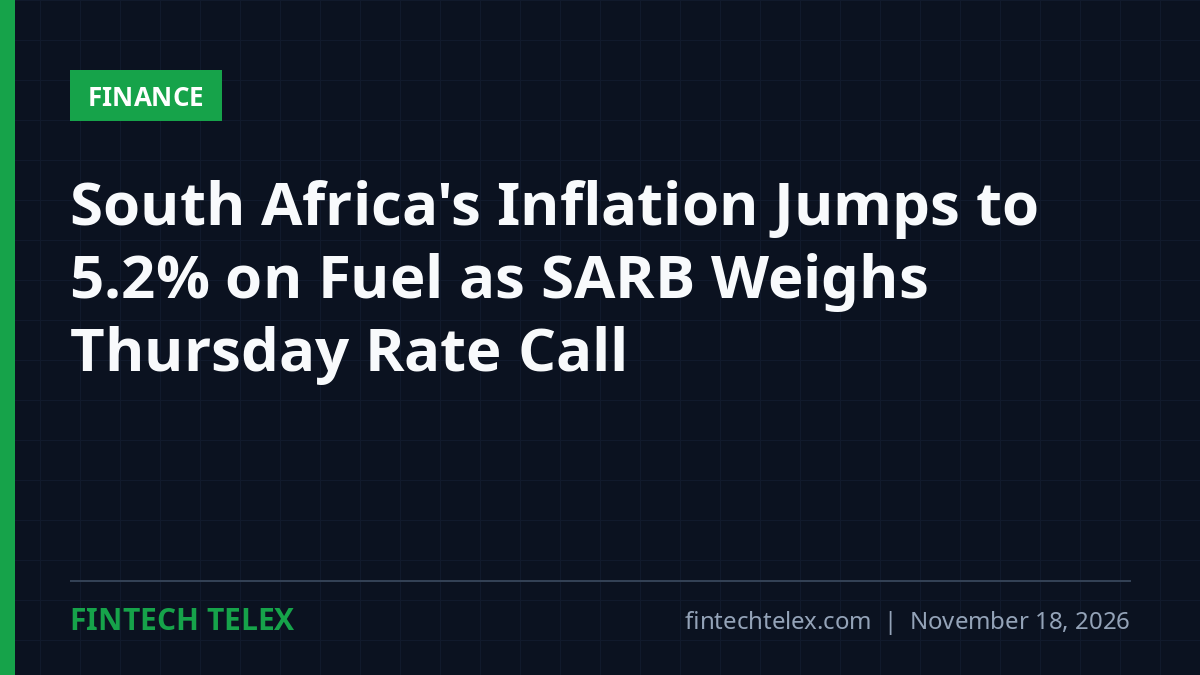 FINANCE
South Africa's Inflation Jumps to
5.2% on Fuel as SARB Weighs
Thursday Rate Call
FINTECH TELEX
fintechtelex.com | November 18, 2026